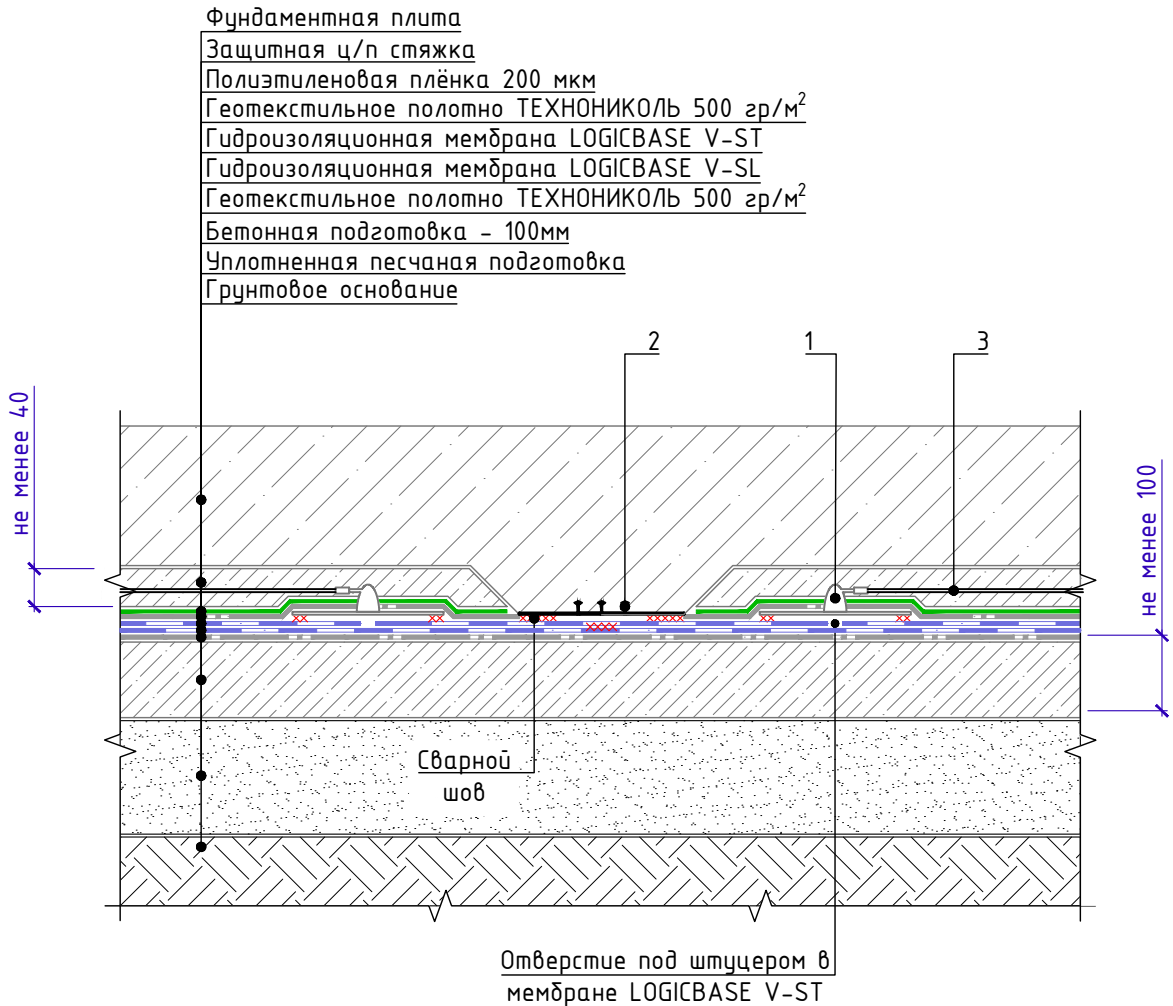 Фундаментная плита
Защитная ц/п стяжка
Полиэтиленовая плёнка 200 мкм
Геотекстильное полотно ТЕХНОНИКОЛЬ 500 гр/м²
Гидроизоляционная мембрана LOGICBASE V-ST
Гидроизоляционная мембрана LOGICBASE V-SL
Геотекстильное полотно ТЕХНОНИКОЛЬ 500 гр/м²
Бетонная подготовка - 100мм
Уплотненная песчаная подготовка
Грунтовое основание
2
1
3
не менее 40
не менее 100
Сварной
шов
Отверстие под штуцером в
мембране LOGICBASE V-ST